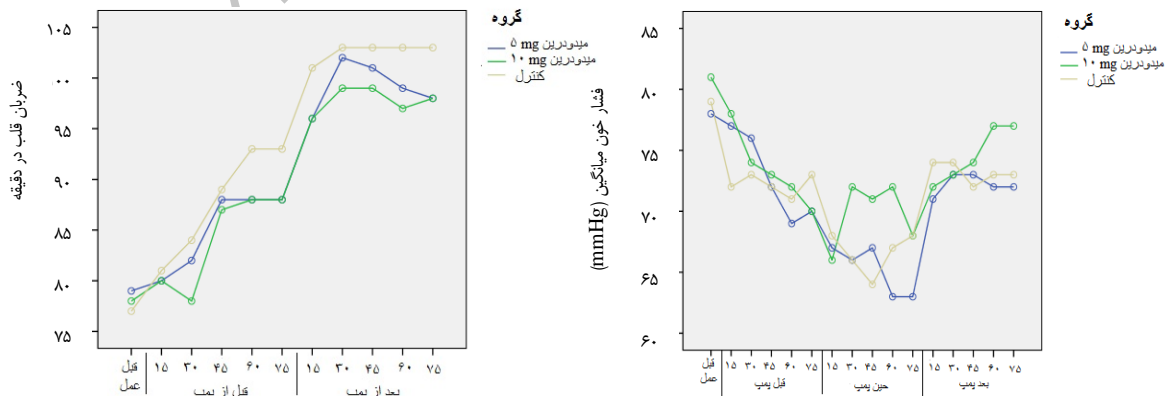 گروه
میدودرین ۵ mg
میدودرین ۱۰ mg
کنترل
ضربان قلب در دقیقه
۱۰۵
۱۰۰
۹۵
۹۰
۸۵
۸۰
۷۵
قبل عمل
۱۵ ۳۰ ۴۵ ۶۰ ۷۵ ۱۵ ۳۰ ۴۵ ۶۰ ۷۵
قبل از پمپ
بعد از پمپ
گروه
میدودرین ۵ mg
میدودرین ۱۰ mg
کنترل
فشار خون میانگین (mmHg)
۸۵
۸۰
۷۵
۷۰
۶۵
۶۰
قبل عمل
۱۵ ۳۰ ۴۵ ۶۰ ۷۵ ۱۵ ۳۰ ۴۵ ۶۰ ۷۵ ۱۵ ۳۰ ۴۵ ۶۰ ۷۵
قبل پمپ
حین پمپ
بعد پمپ